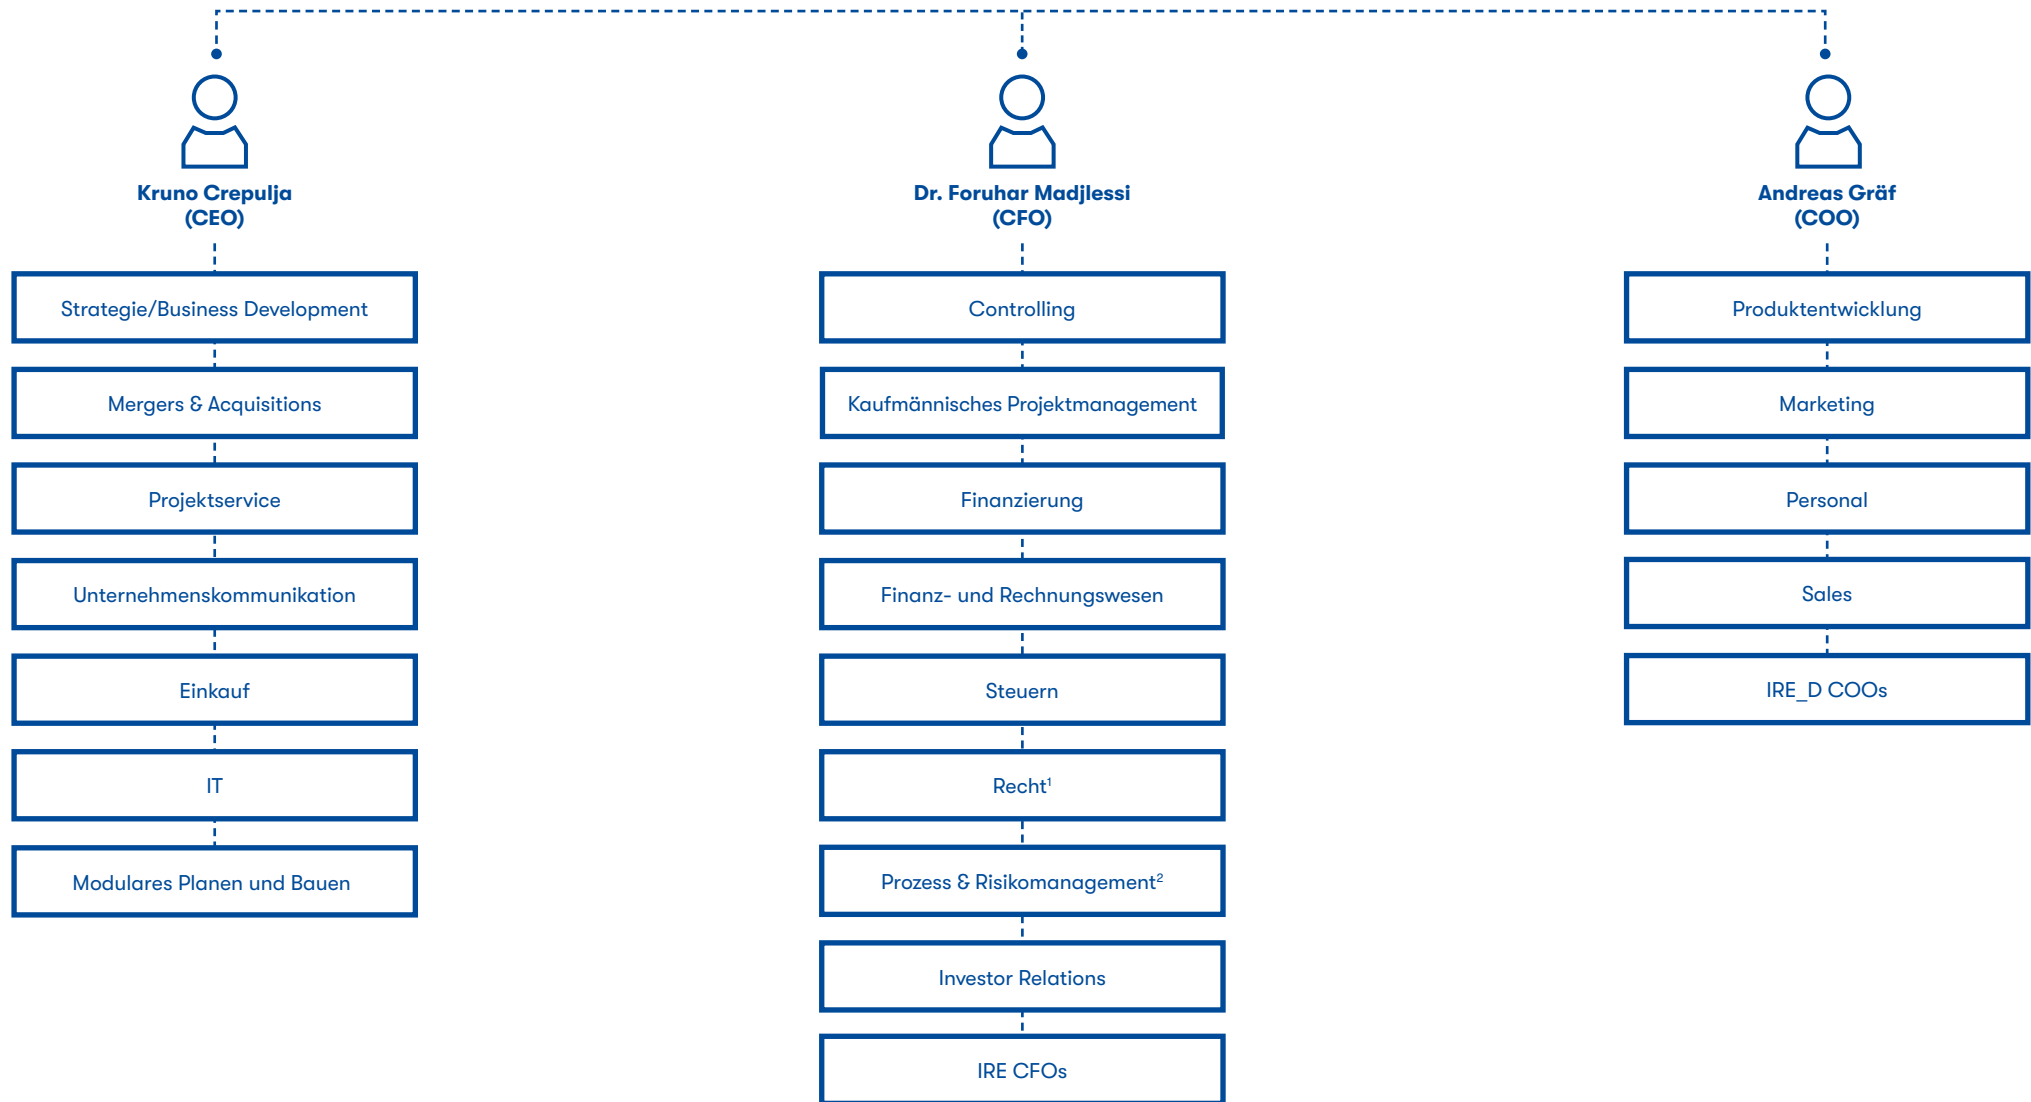 Kruno Crepulja
(CEO)
Strategie/Business Development
Mergers & Acquisitions
Projektservice
Unternehmenskommunikation
Einkauf
IT
Modulares Planen und Bauen
Dr. Foruhar Madjlessi
(CFO)
Controlling
Kaufmännisches Projektmanagement
Finanzierung
Finanz- und Rechnungswesen
Steuern
Recht¹
Prozess & Risikomanagement²
Investor Relations
IRE CFOs
Andreas Gräf
(COO)
Produktentwicklung
Marketing
Personal
Sales
IRE_D COOs